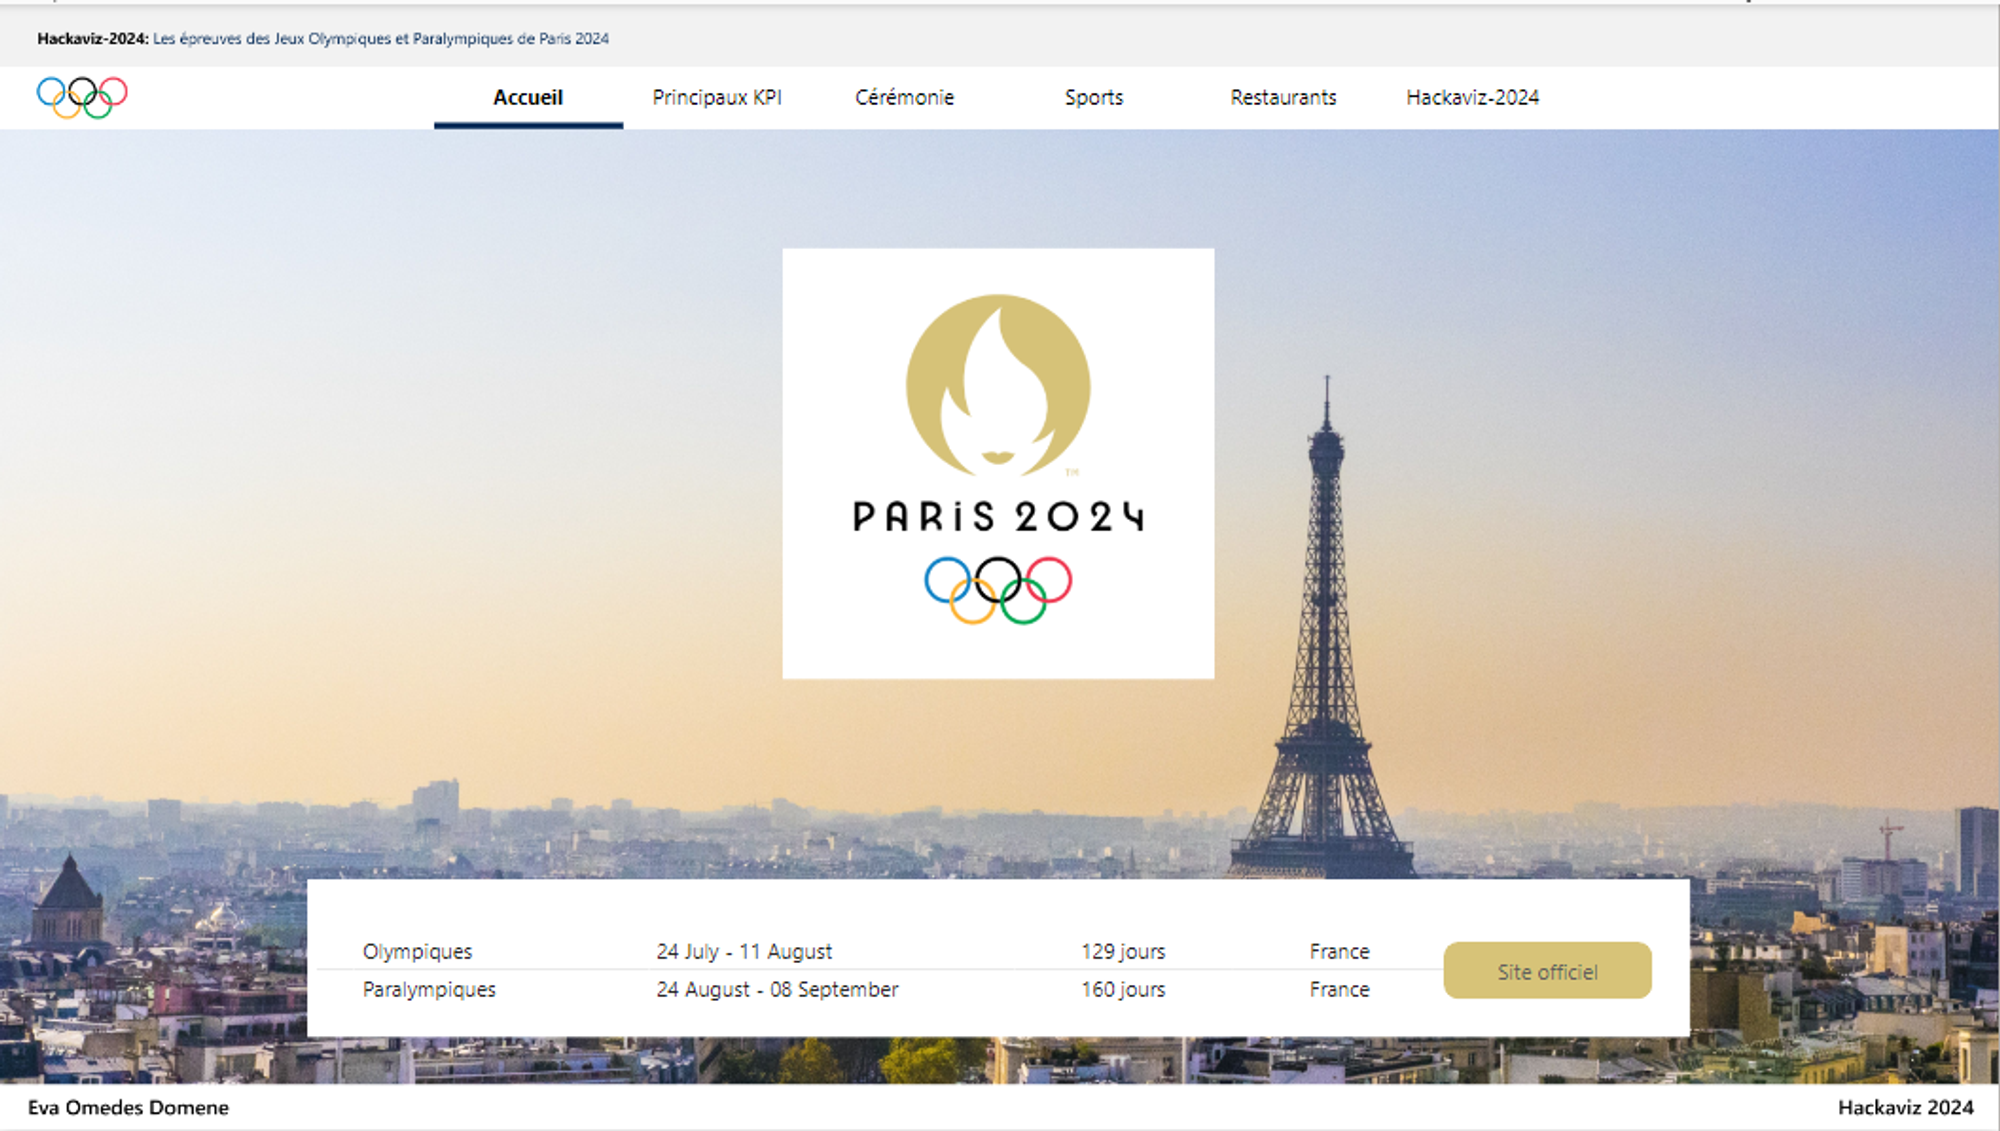 Hackaviz-2024: Les épreuves des Jeux Olympiques et Paralympiques de Paris 2024
Accueil Principaux KPI Cérémonie Sports Restaurants Hackaviz-2024
TM
PARiS 2024
Olympiques 24 July - 11 August 129 jours France
Site officiel
Paralympiques 24 August - 08 September 160 jours France
Eva Omedes Domene Hackaviz 2024